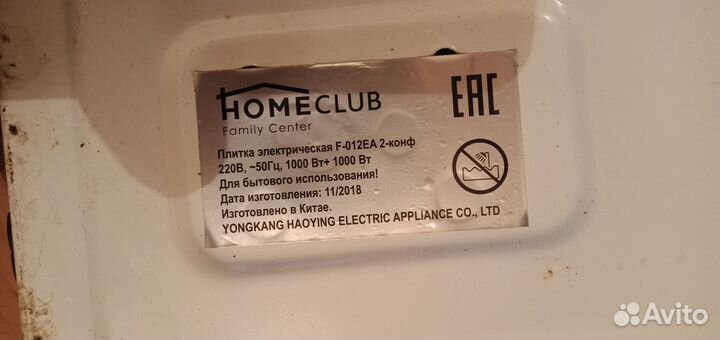 HOMECLUB
Family Center
EAC
Плитка электрическая F-012EA 2-конф
220В, ~50Гц, 1000 Вт+ 1000 Вт
Для бытового использования!
Дата изготовления: 11/2018
Изготовлено в Китае.
YONGKANG HAOYING ELECTRIC APPLIANCE CO., LTD
Avito